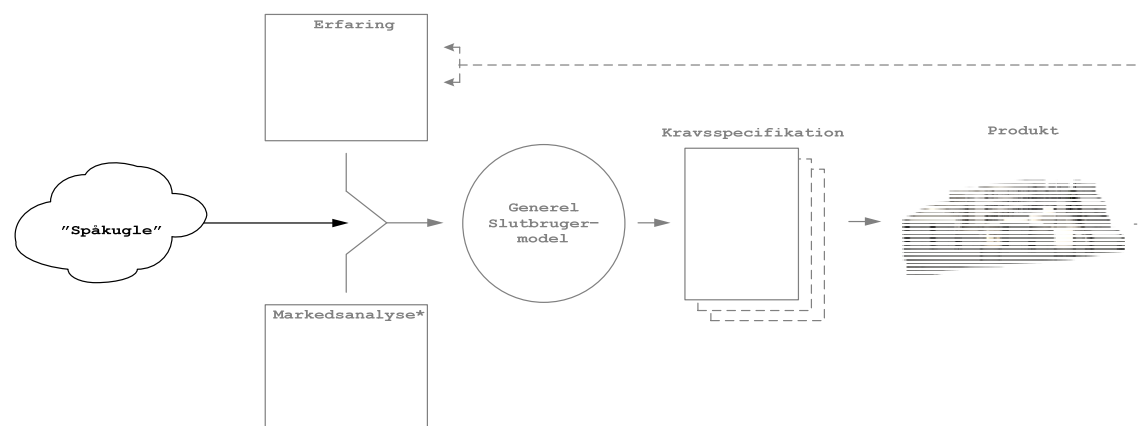 Erfaring
Kravsspecifikation
Produkt
"Spåkugle"
Generel
Slutbruger-
model
Markedsanalyse*